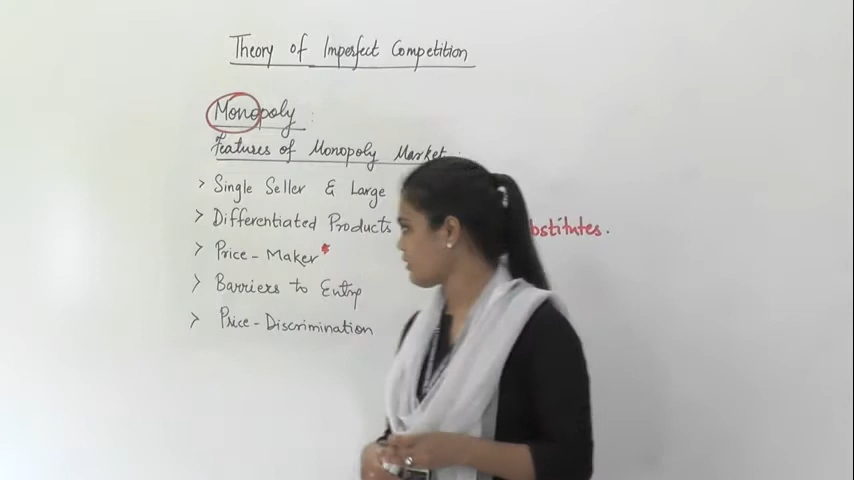 Theory of Imperfect Competition
Monopoly :
Features of Monopoly Market :
> Single Seller & Large
> Differentiated Products bstitutes.
> Price - Maker *
> Barriers to Entry
> Price - Discrimination